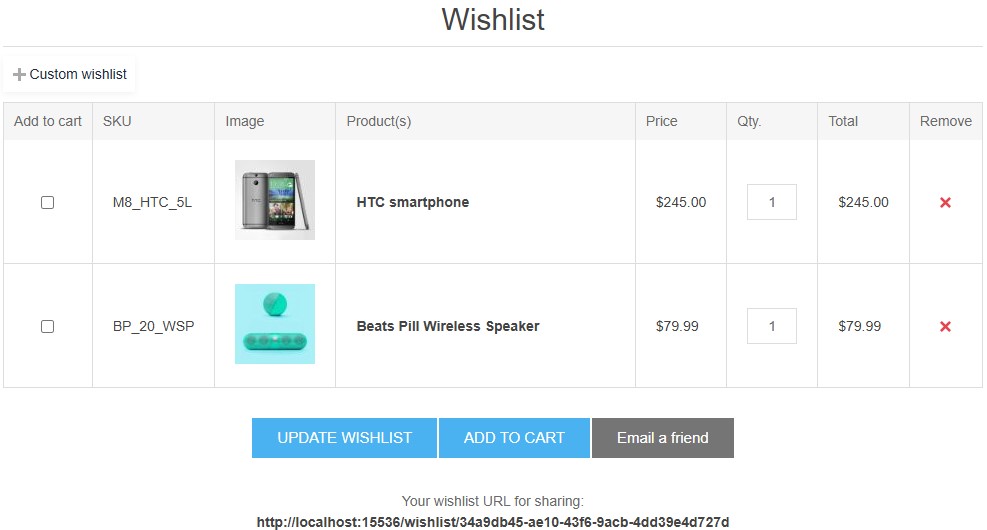 Wishlist
Custom wishlist
Add to cart SKU Image Product(s) Price Qty. Total Remove
M8_HTC_5L HTC smartphone $245.00 1 $245.00
BP_20_WSP Beats Pill Wireless Speaker $79.99 1 $79.99
UPDATE WISHLIST ADD TO CART Email a friend
Your wishlist URL for sharing:
http://localhost:15536/wishlist/34a9db45-ae10-43f6-9acb-4dd39e4d727d